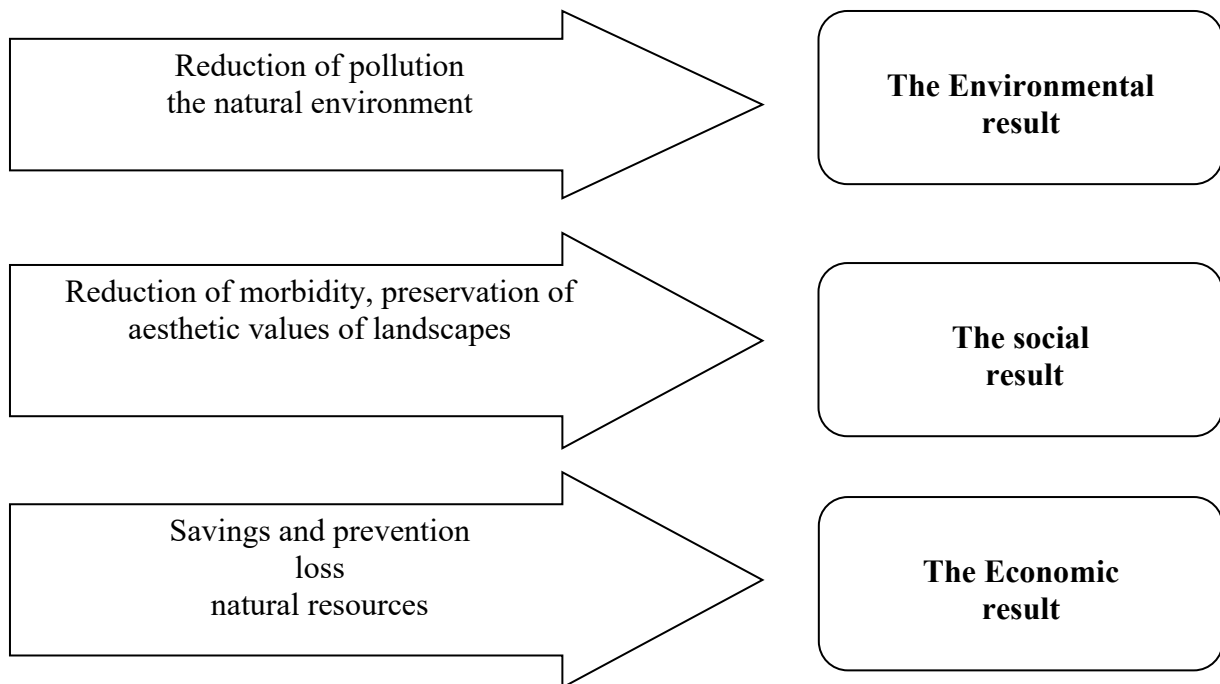 Reduction of pollution
the natural environment
The Environmental
result
Reduction of morbidity, preservation of
aesthetic values of landscapes
The social
result
Savings and prevention
loss
natural resources
The Economic
result